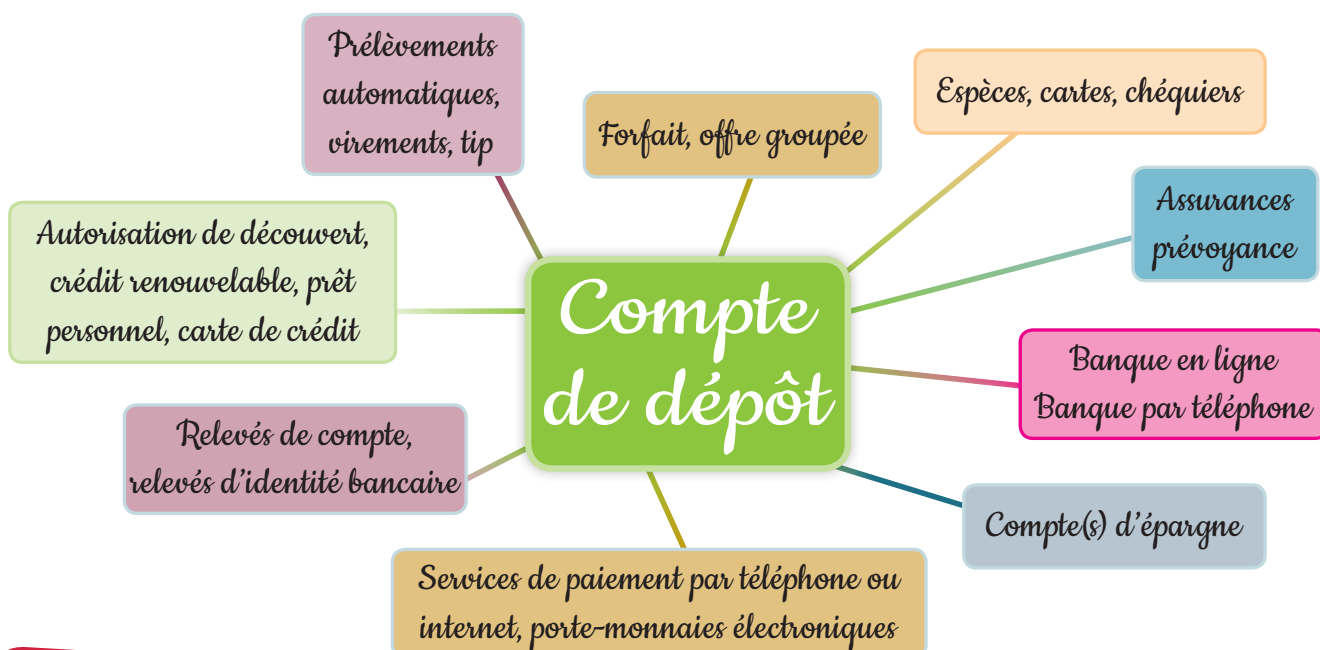 Prélèvements
automatiques,
virements, tip
Forfait, offre groupée
Espèces, cartes, chéquiers
Assurances
prévoyance
Autorisation de découvert,
crédit renouvelable, prêt
personnel, carte de crédit
Compte
de dépôt
Banque en ligne
Banque par téléphone
Relevés de compte,
relevés d'identité bancaire
Compte(s) d'épargne
Services de paiement par téléphone ou
internet, porte-monnaies électroniques